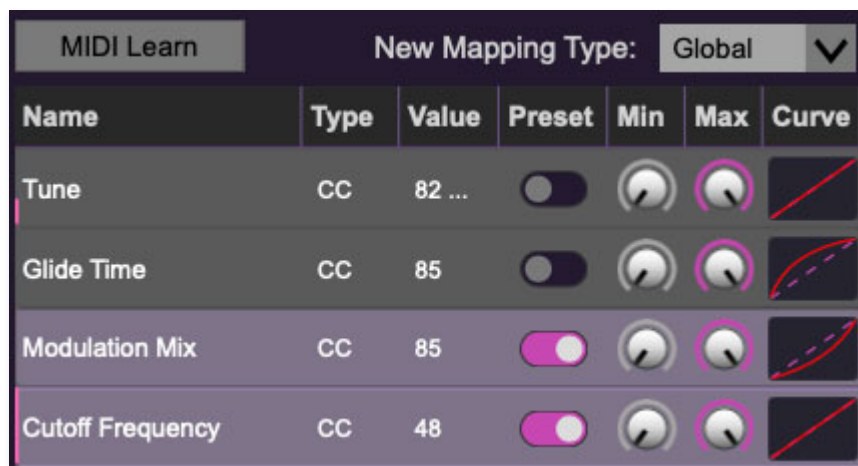 MIDI Learn New Mapping Type: Global
Name Type Value Preset Min Max Curve
Tune CC 82 ...
Glide Time CC 85
Modulation Mix CC 85
Cutoff Frequency CC 48